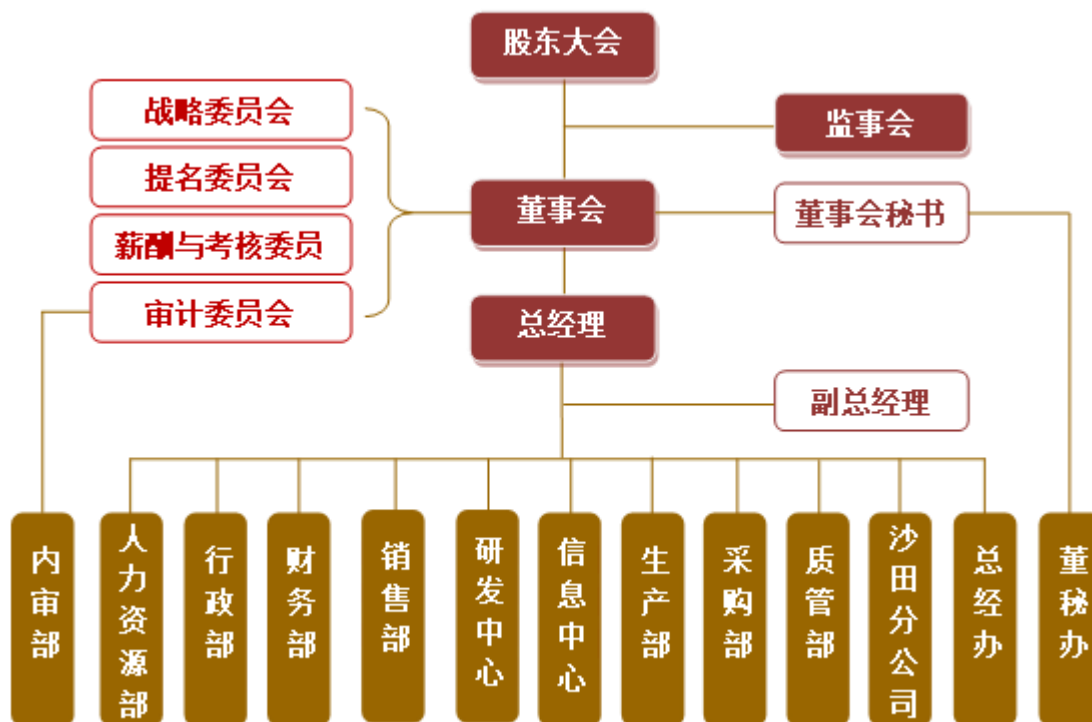 股东大会
战略委员会
监事会
提名委员会
董事会
董事会秘书
薪酬与考核委员
审计委员会
总经理
副总经理
内审部
人力资源部
行政部
财务部
销售部
研发中心
信息中心
生产部
采购部
质管部
沙田分公司
总经办
董秘办